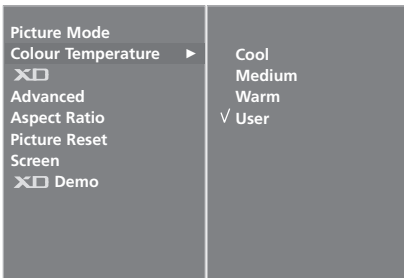 Picture Mode
Colour Temperature ►
XD
Advanced
Aspect Ratio
Picture Reset
Screen
XD Demo
Cool
Medium
Warm
√ User